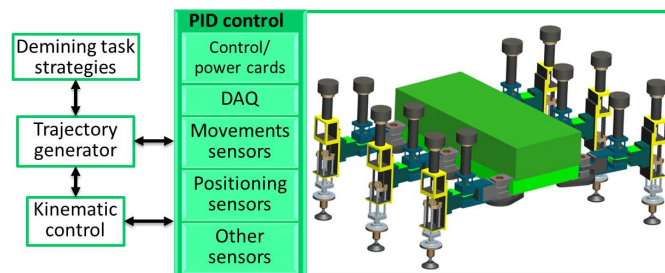 Demining task
strategies
Trajectory
generator
Kinematic
control
PID control
Control/
power cards
DAQ
Movements
sensors
Positioning
sensors
Other
sensors